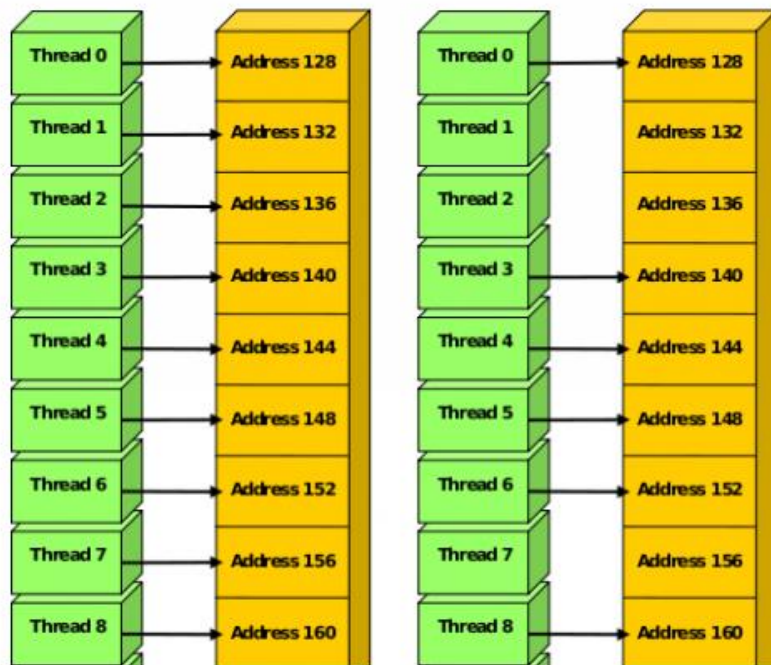 Thread 0
Address 128
Thread 0
Address 128
Thread 1
Address 132
Thread 1
Address 132
Thread 2
Address 136
Thread 2
Address 136
Thread 3
Address 140
Thread 3
Address 140
Thread 4
Address 144
Thread 4
Address 144
Thread 5
Address 148
Thread 5
Address 148
Thread 6
Address 152
Thread 6
Address 152
Thread 7
Address 156
Thread 7
Address 156
Thread 8
Address 160
Thread 8
Address 160